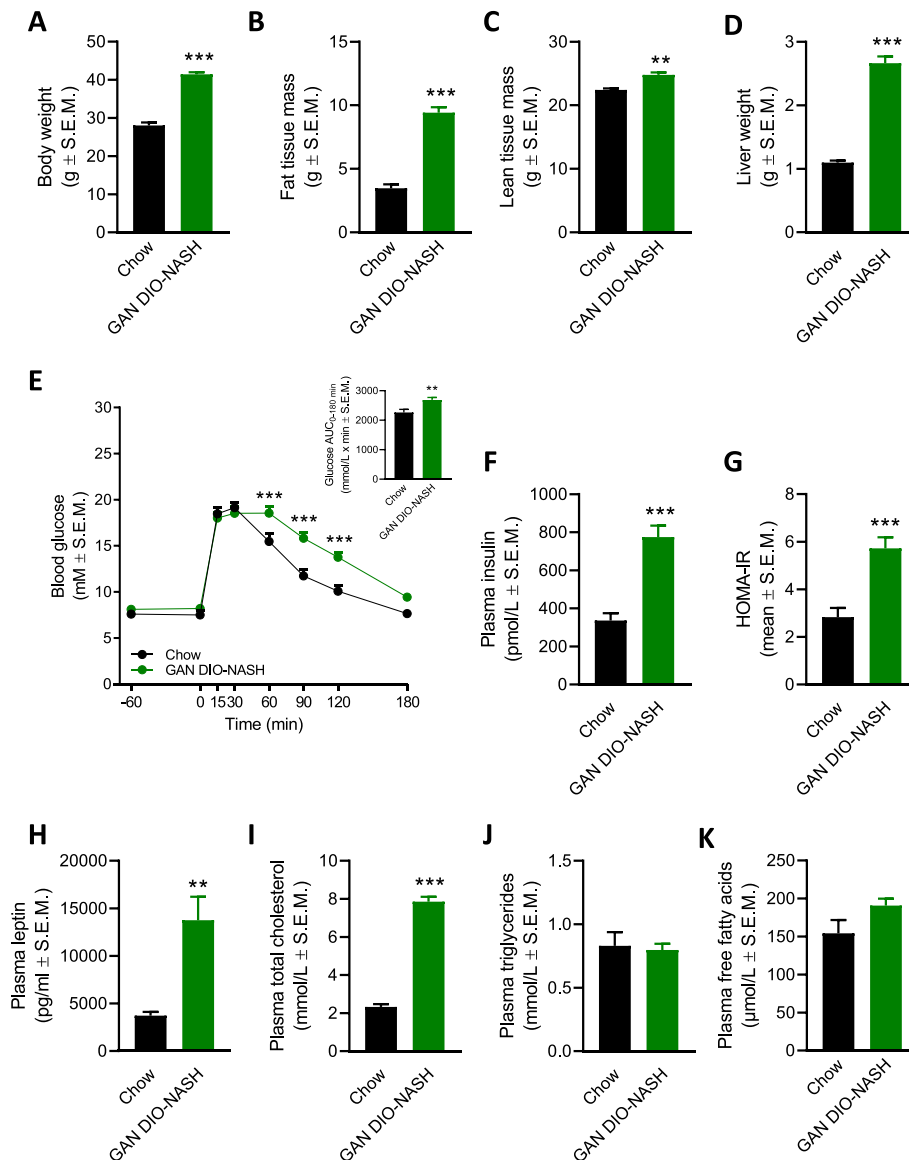 A
Body weight
(g ± S.E.M.)
50
40
30
20
10
0
***
Chow
GAN DIO-NASH
B
Fat tissue mass
(g ± S.E.M.)
15
10
5
0
***
Chow
GAN DIO-NASH
C
Lean tissue mass
(g ± S.E.M.)
30
20
10
0
**
Chow
GAN DIO-NASH
D
Liver weight
(g ± S.E.M.)
3
2
1
0
***
Chow
GAN DIO-NASH
E
Blood glucose
(mM ± S.E.M.)
30
25
20
15
10
5
0
***
***
***
Chow
GAN DIO-NASH
-60
0
15
30
60
90
120
180
Time (min)
Glucose AUC0-180 min
(mmol/L x min ± S.E.M.)
3000
2000
1000
0
**
Chow
GAN DIO-NASH
F
Plasma insulin
(pmol/L ± S.E.M.)
1000
800
600
400
200
0
***
Chow
GAN DIO-NASH
G
HOMA-IR
(mean ± S.E.M.)
8
6
4
2
0
***
Chow
GAN DIO-NASH
H
Plasma leptin
(pg/ml ± S.E.M.)
20000
15000
10000
5000
0
**
Chow
GAN DIO-NASH
I
Plasma total cholesterol
(mmol/L ± S.E.M.)
8
6
4
2
0
***
Chow
GAN DIO-NASH
J
Plasma triglycerides
(mmol/L ± S.E.M.)
1.5
1.0
0.5
0.0
Chow
GAN DIO-NASH
K
Plasma free fatty acids
(µmol/L ± S.E.M.)
250
200
150
100
50
0
Chow
GAN DIO-NASH